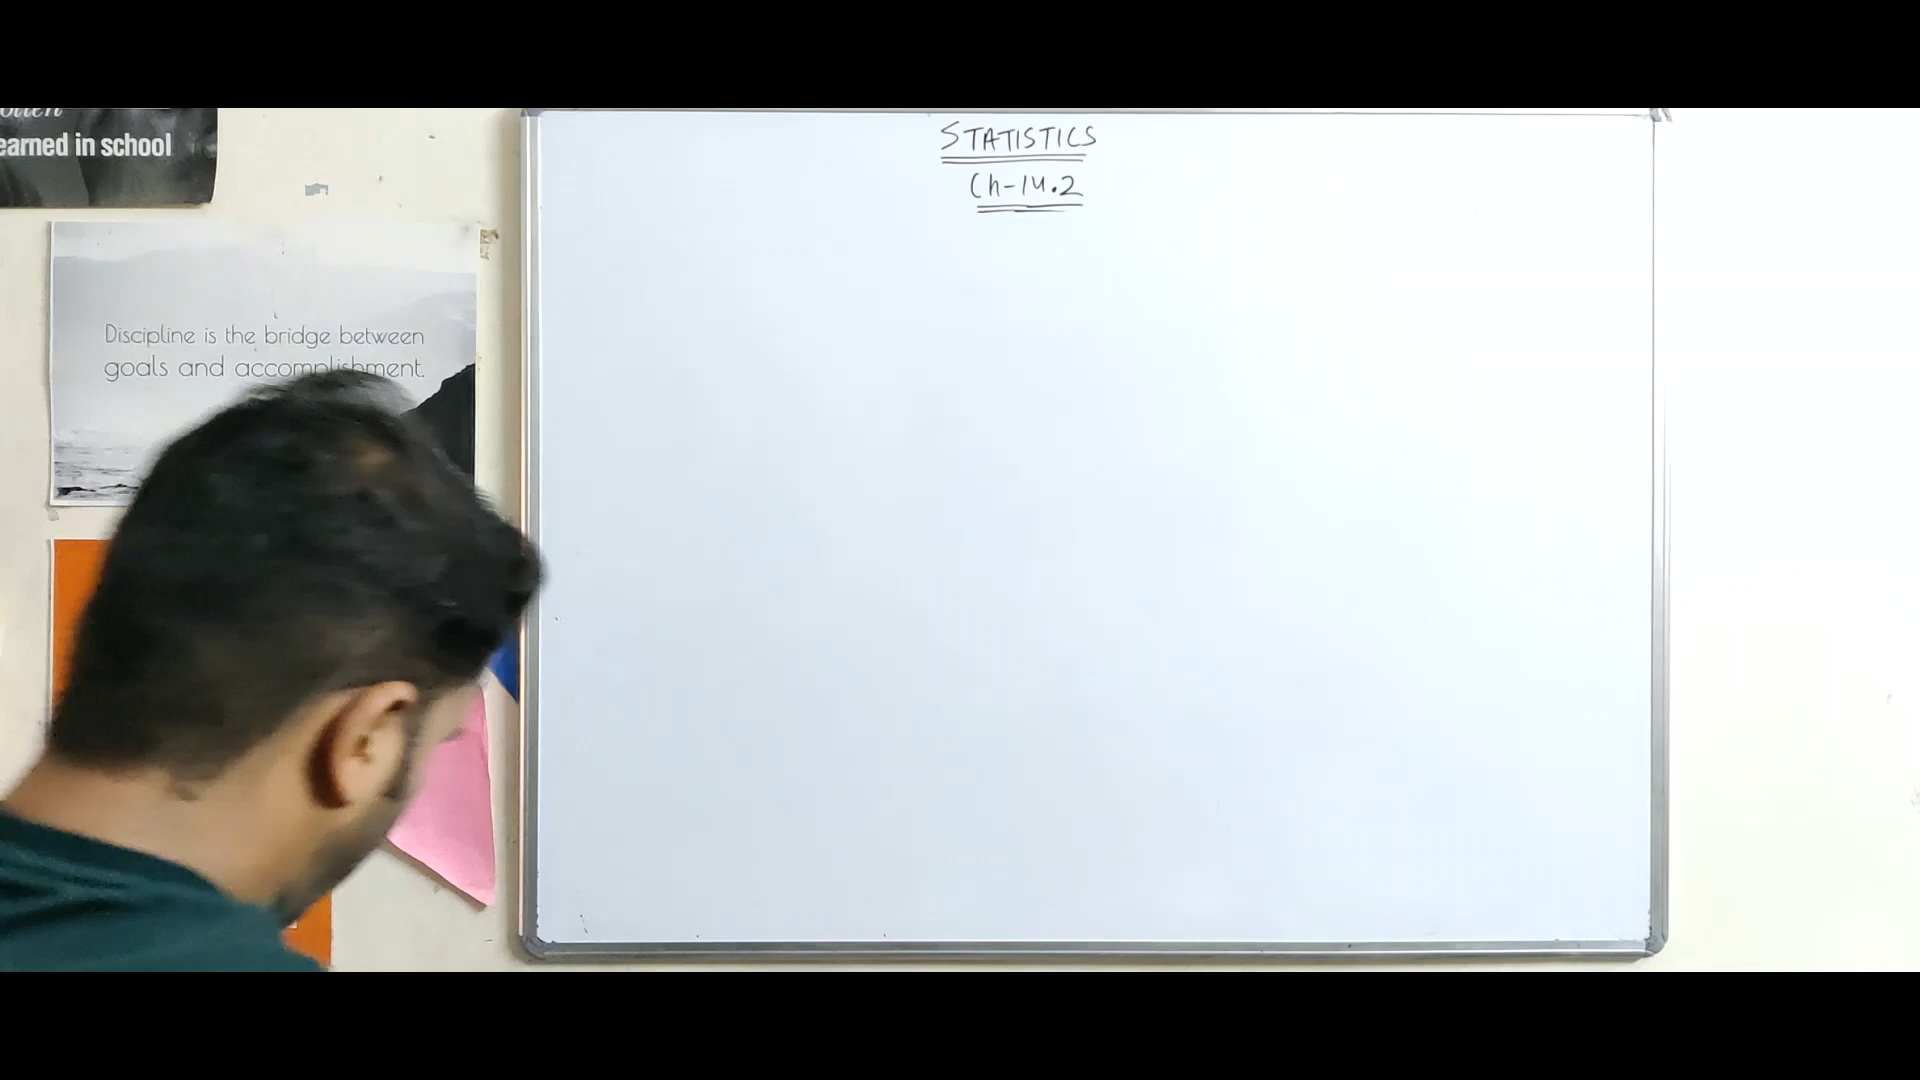 earned in school
Discipline is the bridge between
goals and accomplishment.
STATISTICS
Ch-14.2